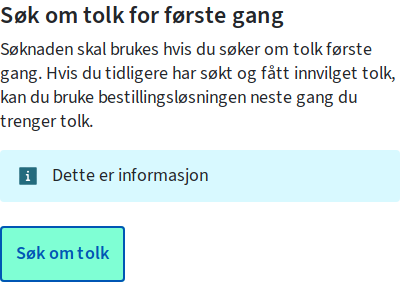 Søk om tolk for første gang
Søknaden skal brukes hvis du søker om tolk første
gang. Hvis du tidligere har søkt og fått innvilget tolk,
kan du bruke bestillingsløsningen neste gang du
trenger tolk.
Dette er informasjon
Søk om tolk